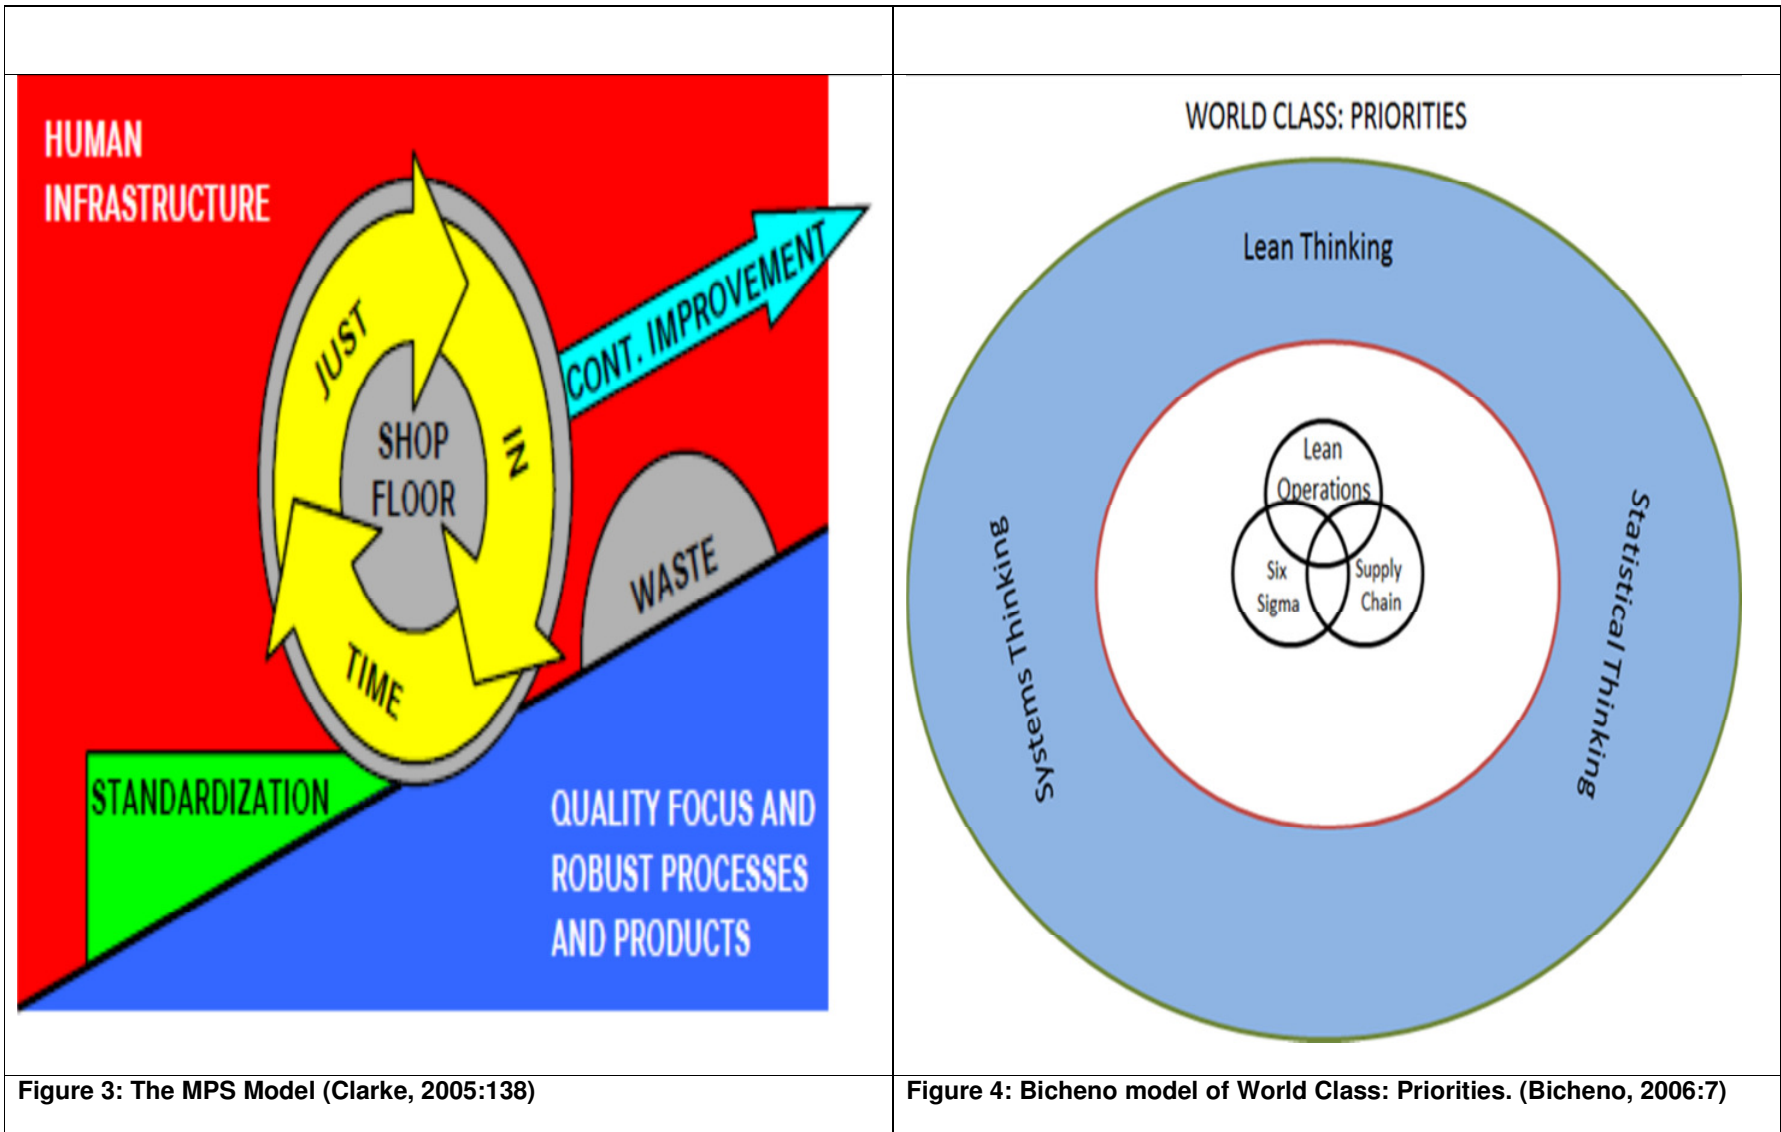 HUMAN
INFRASTRUCTURE
JUST
IN
TIME
SHOP
FLOOR
CONT. IMPROVEMENT
WASTE
STANDARDIZATION
QUALITY FOCUS AND
ROBUST PROCESSES
AND PRODUCTS
Figure 3: The MPS Model (Clarke, 2005:138)
WORLD CLASS: PRIORITIES
Lean Thinking
Systems Thinking
Statistical Thinking
Lean
Operations
Six
Sigma
Supply
Chain
Figure 4: Bicheno model of World Class: Priorities. (Bicheno, 2006:7)